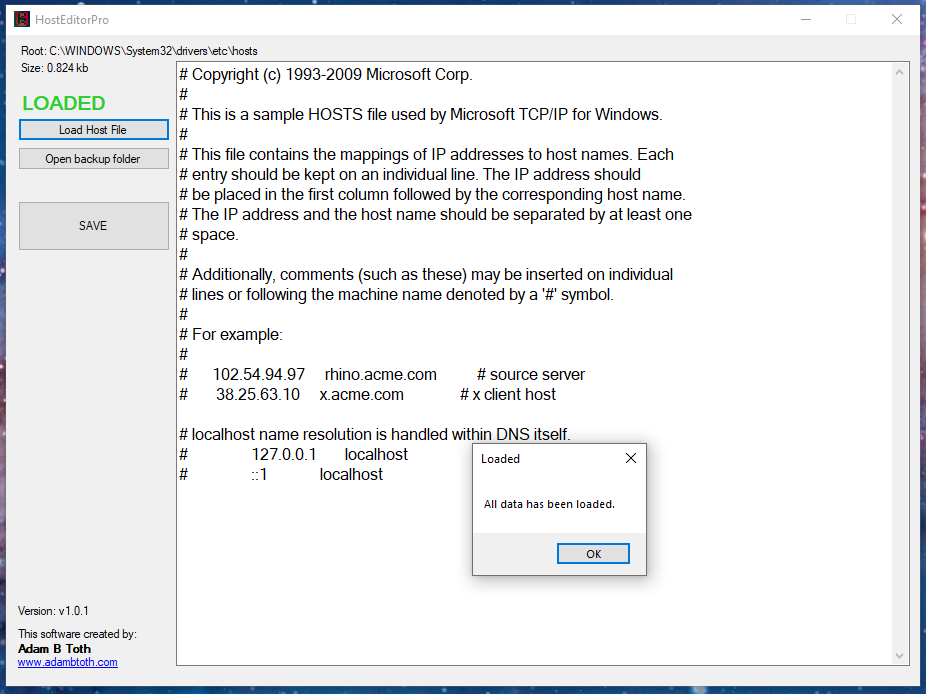 HostEditorPro
Root: C:\WINDOWS\System32\drivers\etc\hosts
Size: 0.824 kb
LOADED
Load Host File
Open backup folder
SAVE
# Copyright (c) 1993-2009 Microsoft Corp.
#
# This is a sample HOSTS file used by Microsoft TCP/IP for Windows.
#
# This file contains the mappings of IP addresses to host names. Each
# entry should be kept on an individual line. The IP address should
# be placed in the first column followed by the corresponding host name.
# The IP address and the host name should be separated by at least one
# space.
#
# Additionally, comments (such as these) may be inserted on individual
# lines or following the machine name denoted by a '#' symbol.
#
# For example:
#
# 102.54.94.97 rhino.acme.com # source server
# 38.25.63.10 x.acme.com # x client host
# localhost name resolution is handled within DNS itself.
# 127.0.0.1 localhost
# ::1 localhost
Loaded
All data has been loaded.
OK
Version: v1.0.1
This software created by:
Adam B Toth
www.adambtoth.com